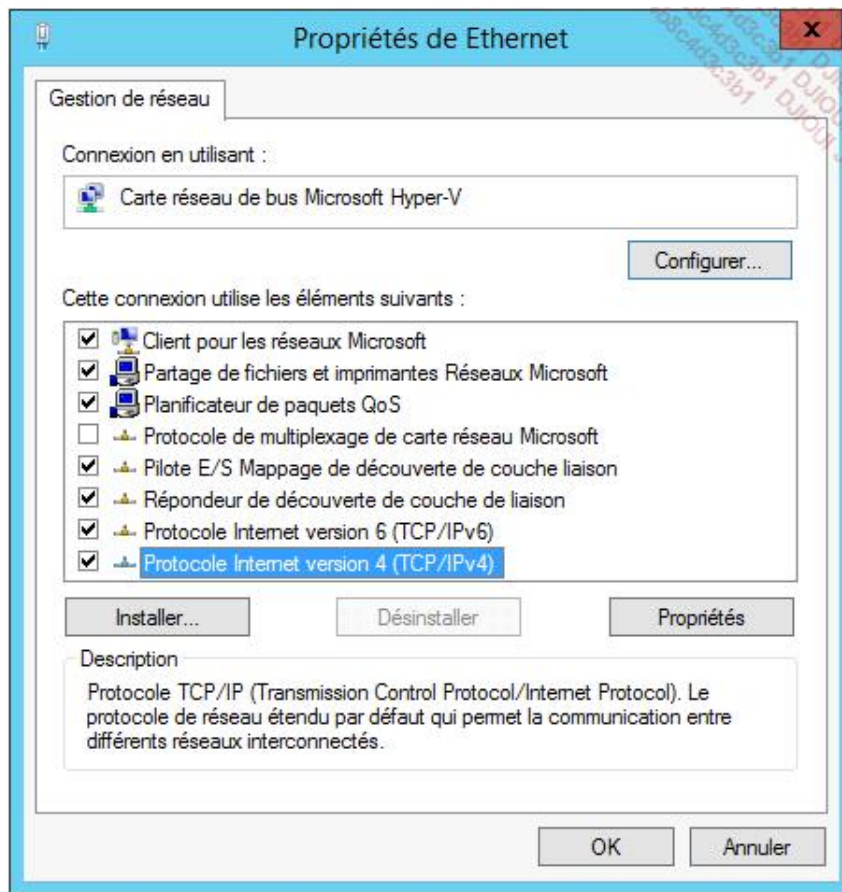 Propriétés de Ethernet
x
Gestion de réseau
Connexion en utilisant :
Carte réseau de bus Microsoft Hyper-V
Configurer...
Cette connexion utilise les éléments suivants :
Client pour les réseaux Microsoft
Partage de fichiers et imprimantes Réseaux Microsoft
Planificateur de paquets QoS
Protocole de multiplexage de carte réseau Microsoft
Pilote E/S Mappage de découverte de couche liaison
Répondeur de découverte de couche de liaison
Protocole Internet version 6 (TCP/IPv6)
Protocole Internet version 4 (TCP/IPv4)
Installer...
Désinstaller
Propriétés
Description
Protocole TCP/IP (Transmission Control Protocol/Internet Protocol). Le
protocole de réseau étendu par défaut qui permet la communication entre
différents réseaux interconnectés.
OK
Annuler